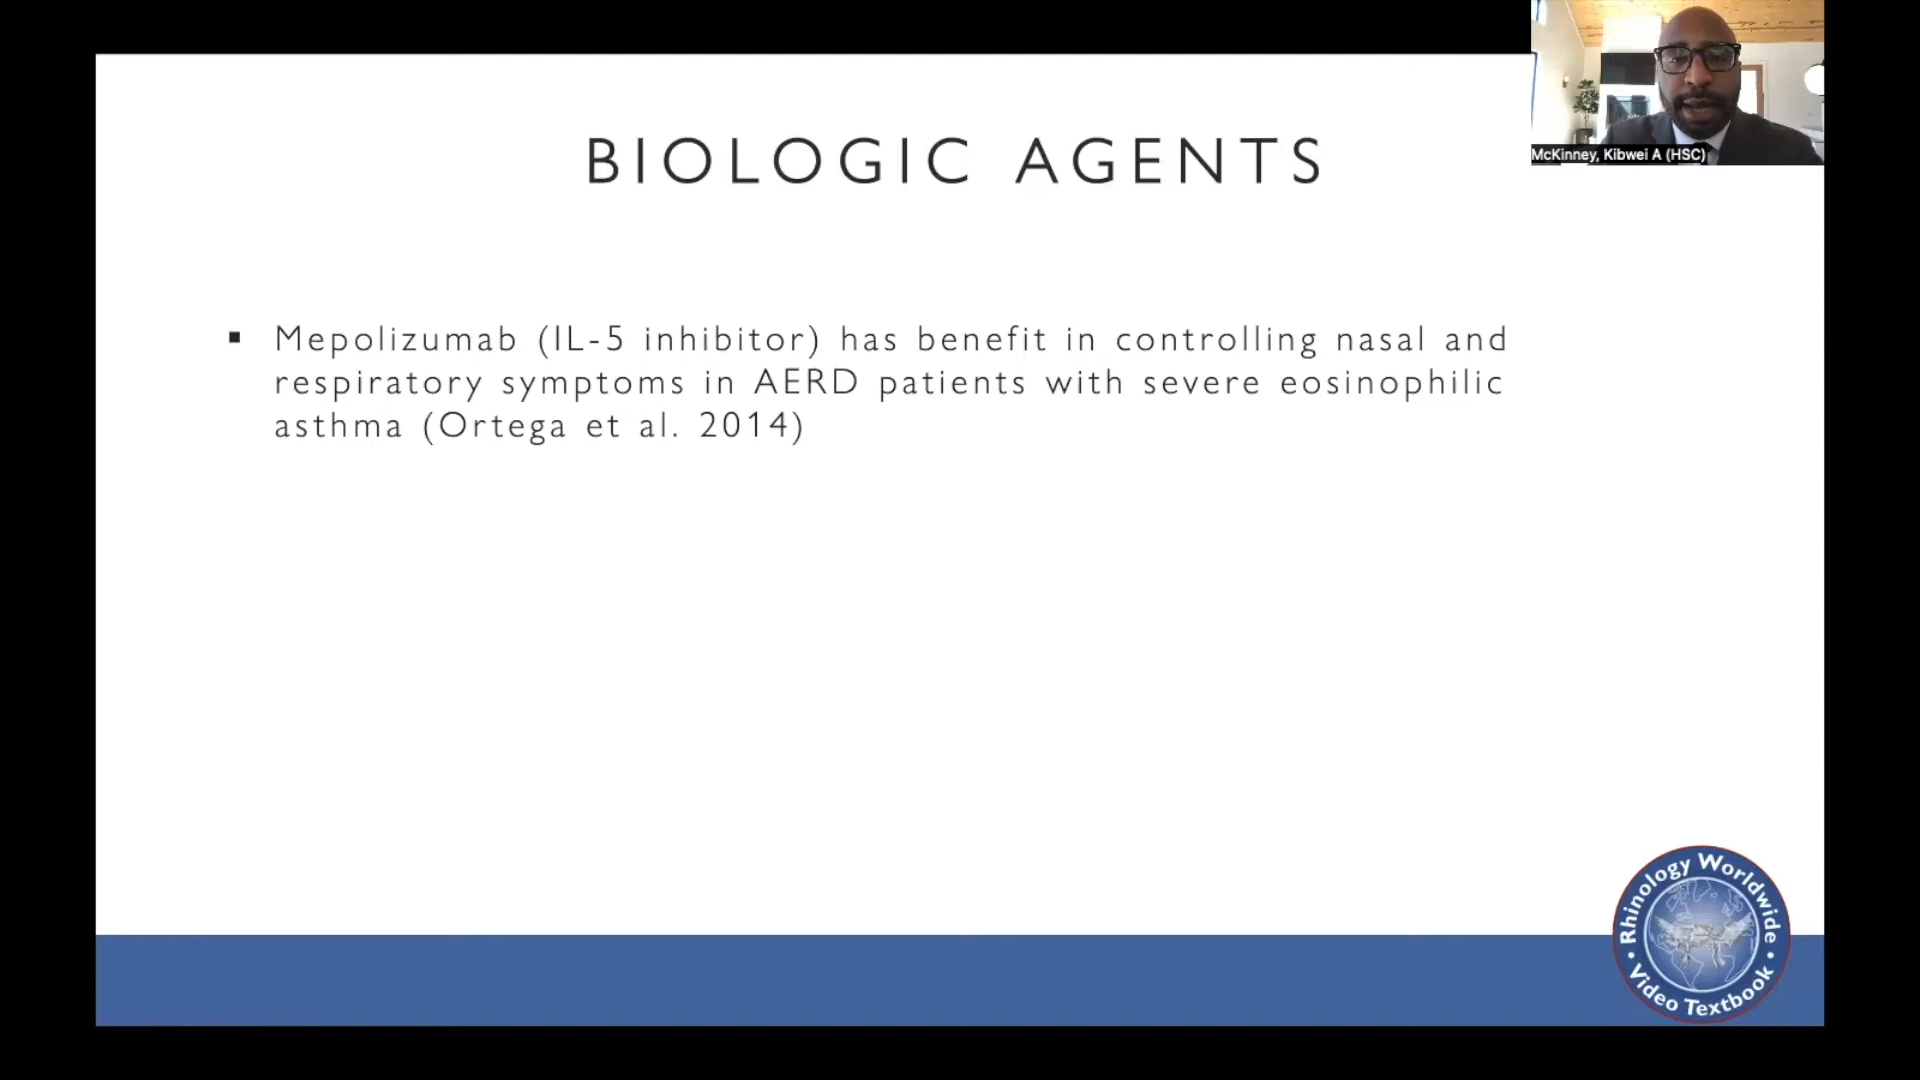 McKinney, Kibwei A (HSC)
BIOLOGIC AGENTS
▪ Mepolizumab (IL-5 inhibitor) has benefit in controlling nasal and
respiratory symptoms in AERD patients with severe eosinophilic
asthma (Ortega et al. 2014)
Rhinology Worldwide
• Video Textbook •